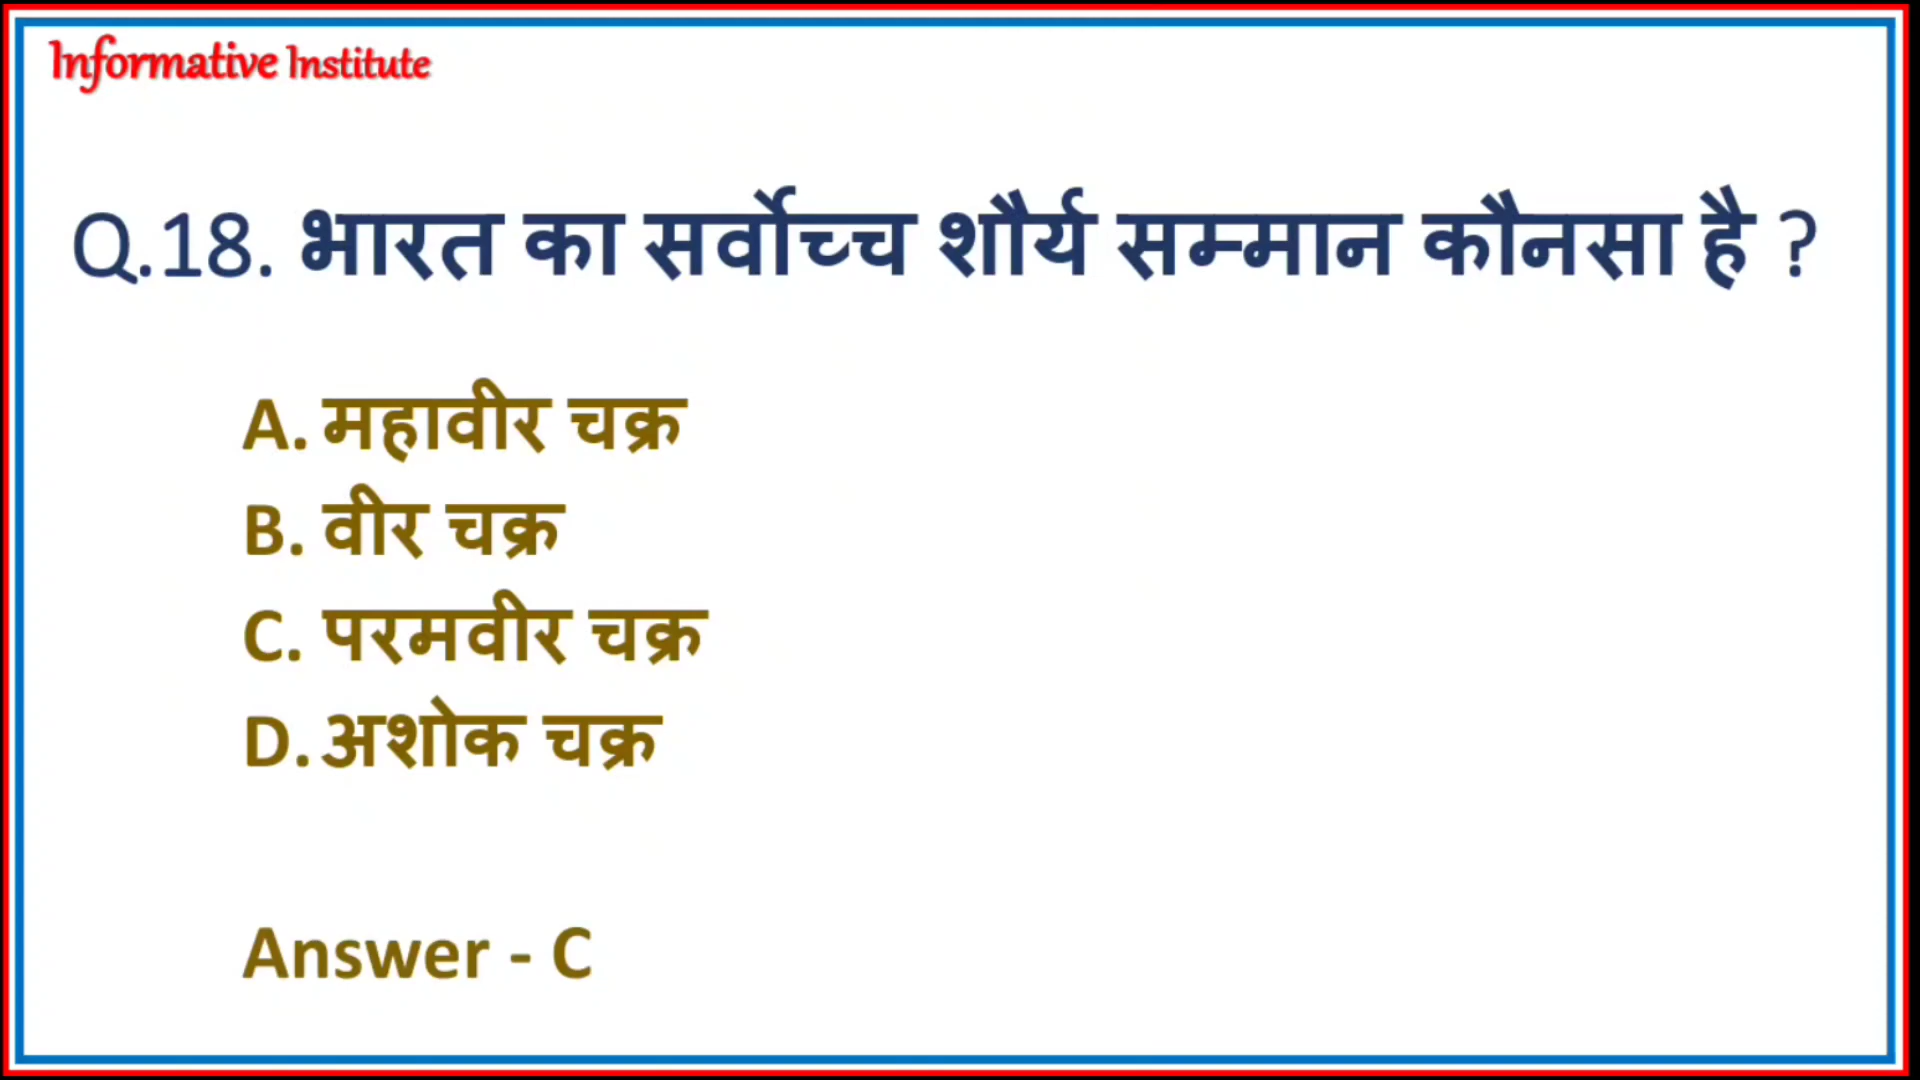 Informative Institute
Q.18. भारत का सर्वोच्च शौर्य सम्मान कौनसा है ?
A. महावीर चक्र
B. वीर चक्र
C. परमवीर चक्र
D. अशोक चक्र
Answer - C